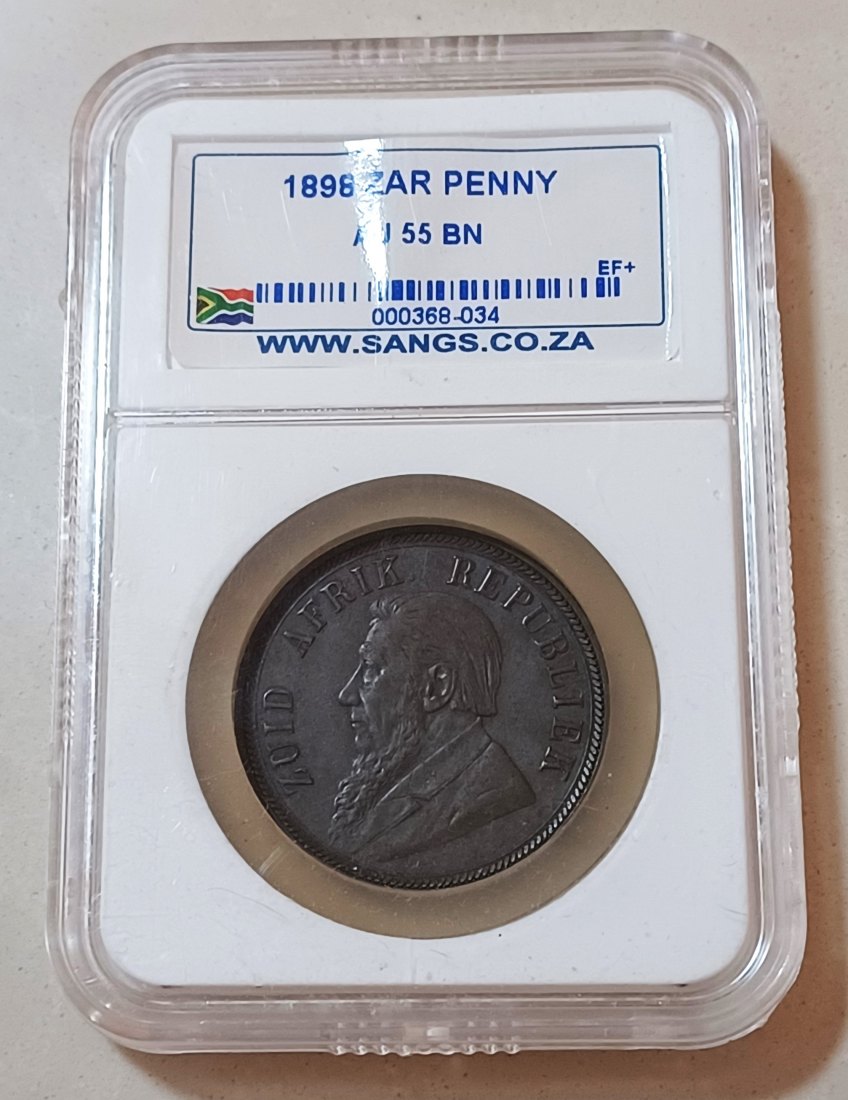 1898 ZAR PENNY
AU 55 BN
EF+
000368-034
WWW.SANGS.CO.ZA
ZUID AFRIK. REPUBLIEK